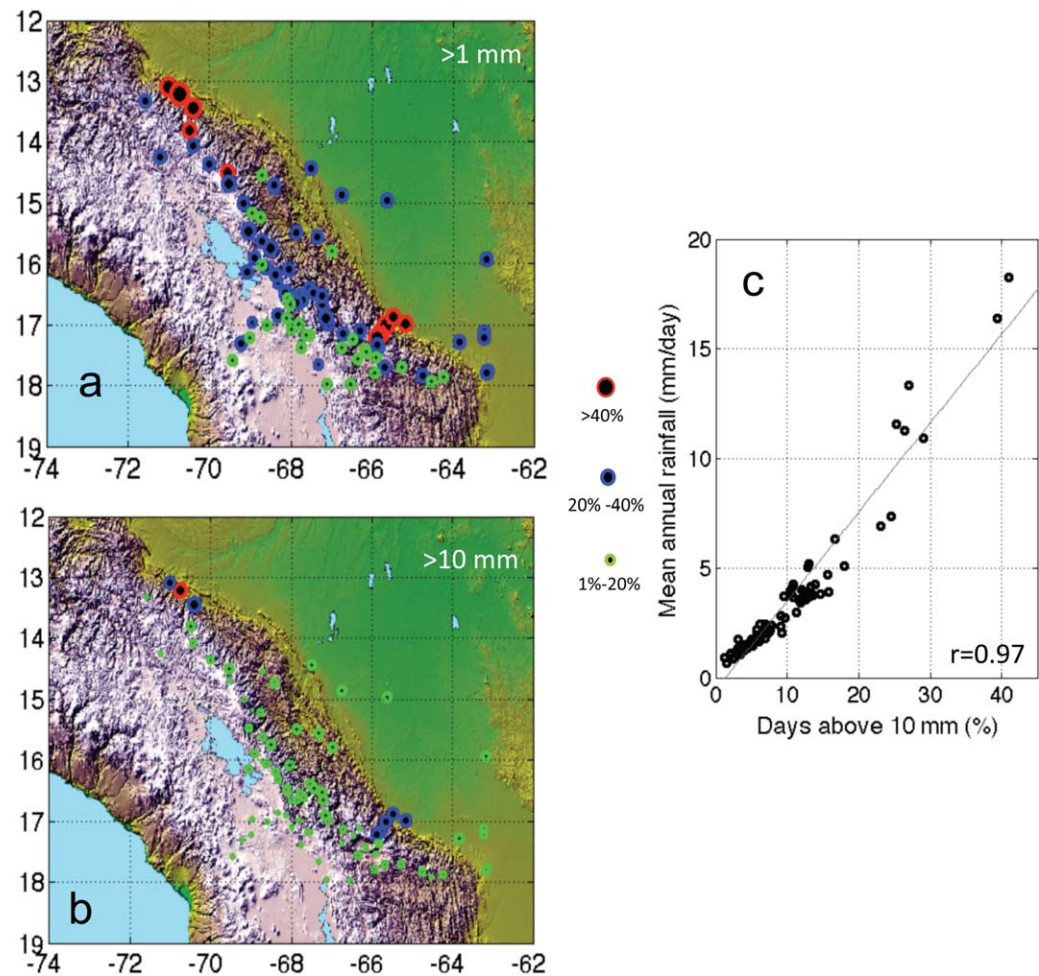 12
13
14
15
16
17
18
19
>1 mm
a
-74 -72 -70 -68 -66 -64 -62
12
13
14
15
16
17
18
19
>10 mm
b
-74 -72 -70 -68 -66 -64 -62
>40%
20% -40%
1%-20%
20
15
10
5
0
Mean annual rainfall (mm/day)
c
r=0.97
0 10 20 30 40
Days above 10 mm (%)